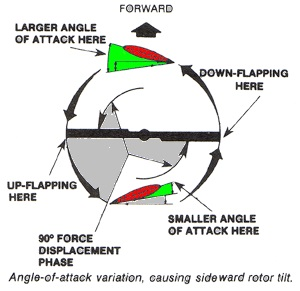 FORWARD
LARGER ANGLE
OF ATTACK HERE
DOWN-FLAPPING
HERE
UP-FLAPPING
HERE
SMALLER ANGLE
OF ATTACK HERE
90° FORCE
DISPLACEMENT
PHASE
Angle-of-attack variation, causing sideward rotor tilt.